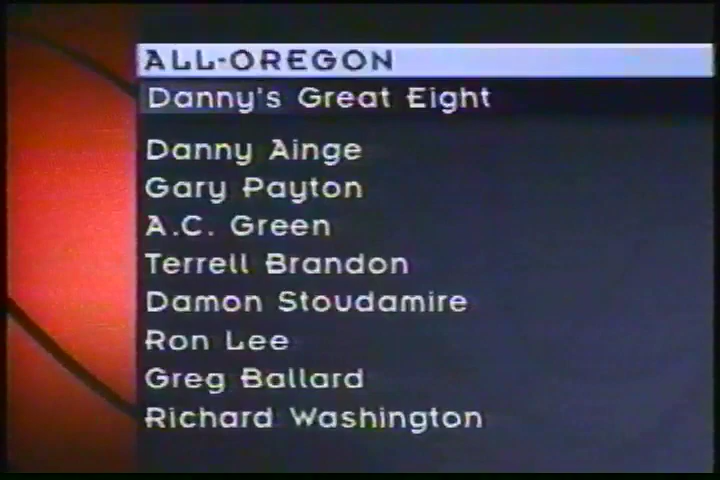 ALL-OREGON
Danny's Great Eight
Danny Ainge
Gary Payton
A.C. Green
Terrell Brandon
Damon Stoudamire
Ron Lee
Greg Ballard
Richard Washington